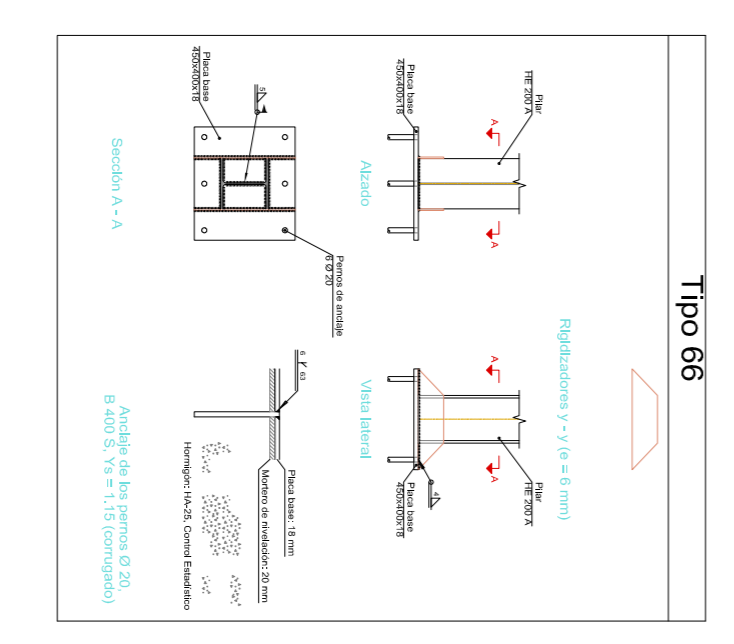 Tipo 66
Rigidizadores y - y (e = 6 mm)
Pilar
HE 200 A
A
A
Placa base
450x400x18
Alzado
Pilar
HE 200 A
A
A
4
Placa base
450x400x18
Vista lateral
Placa base
450x400x18
5
Pernos de anclaje
6 Ø 20
Sección A - A
6
63
Placa base: 18 mm
Mortero de nivelación: 20 mm
Hormigón: HA-25, Control Estadístico
Anclaje de los pernos Ø 20,
B 400 S, Ys = 1,15 (corrugado)